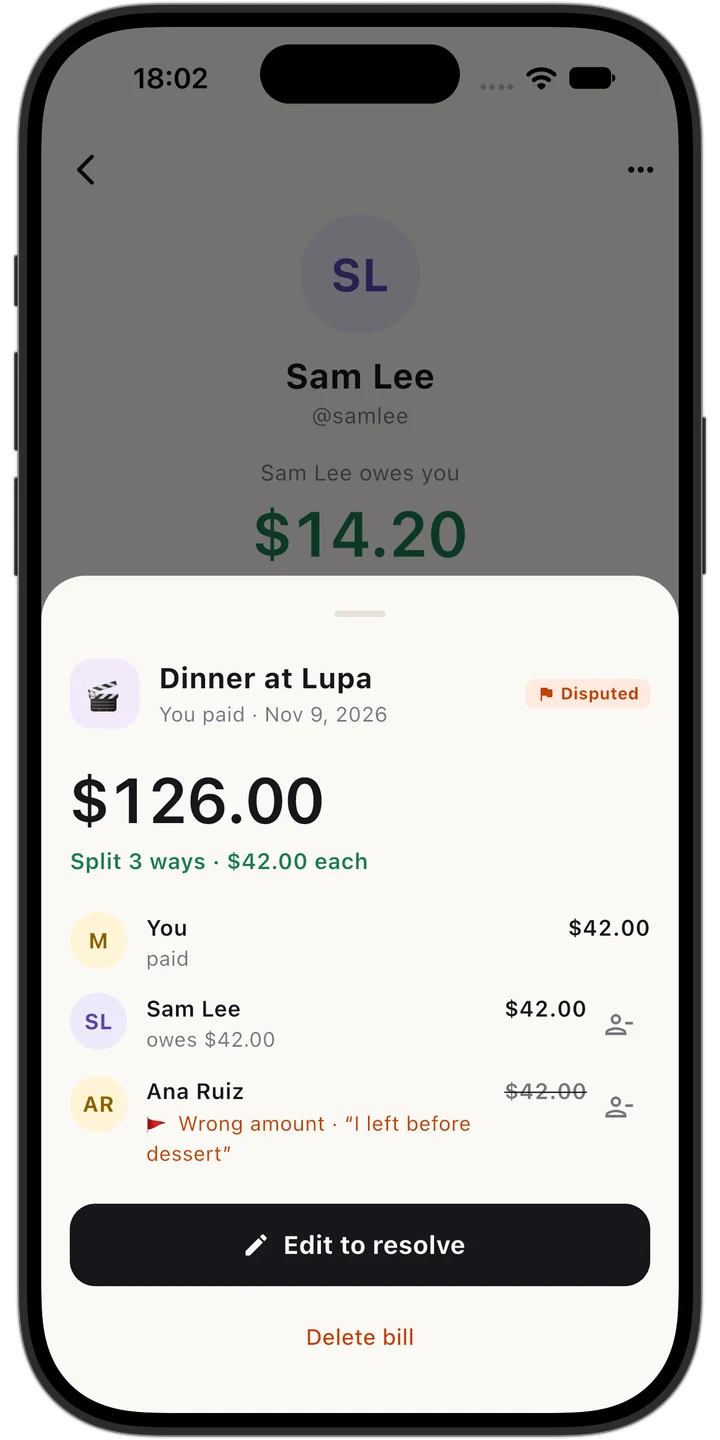 18:02
SL
Sam Lee
@samlee
Sam Lee owes you
$14.20
Dinner at Lupa
You paid · Nov 9, 2026
Disputed
$126.00
Split 3 ways · $42.00 each
M
You
$42.00
paid
SL
Sam Lee
$42.00
owes $42.00
AR
Ana Ruiz
$42.00
Wrong amount · “I left before
dessert”
Edit to resolve
Delete bill